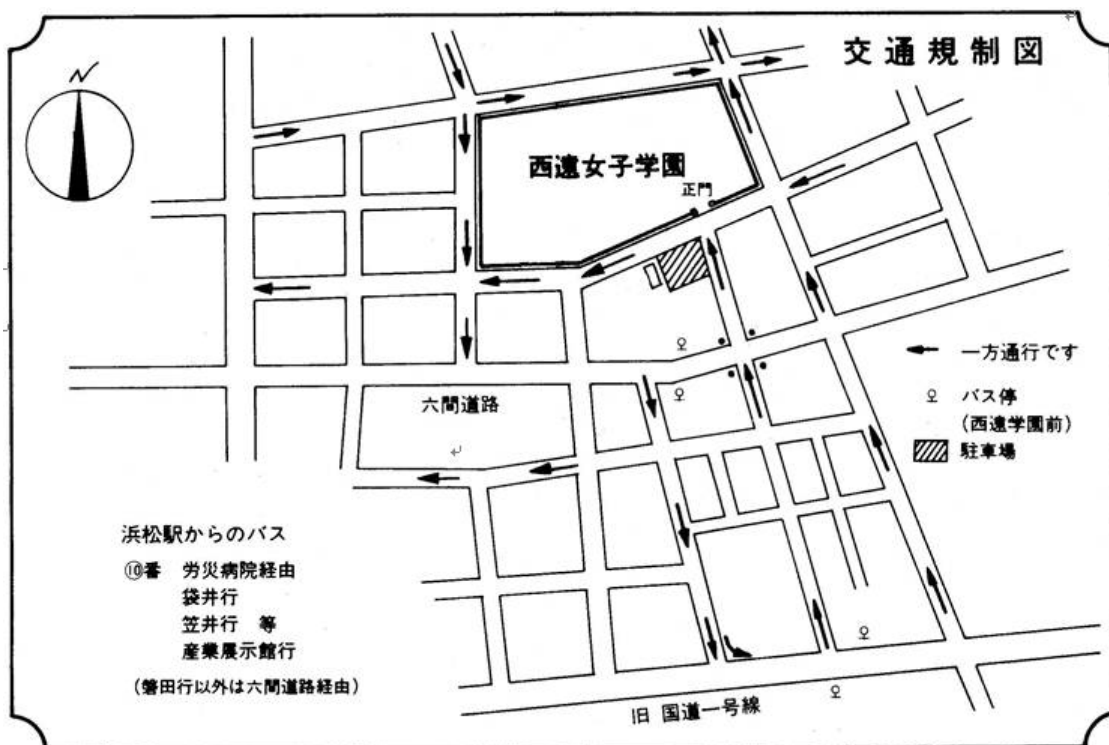 N
交通規制図
西遠女子学園
正門
一方通行です
バス停
(西遠学園前)
駐車場
六間道路
浜松駅からのバス
⑩番 労災病院経由
袋井行
笠井行 等
産業展示館行
(磐田行以外は六間道路経由)
旧 国道一号線